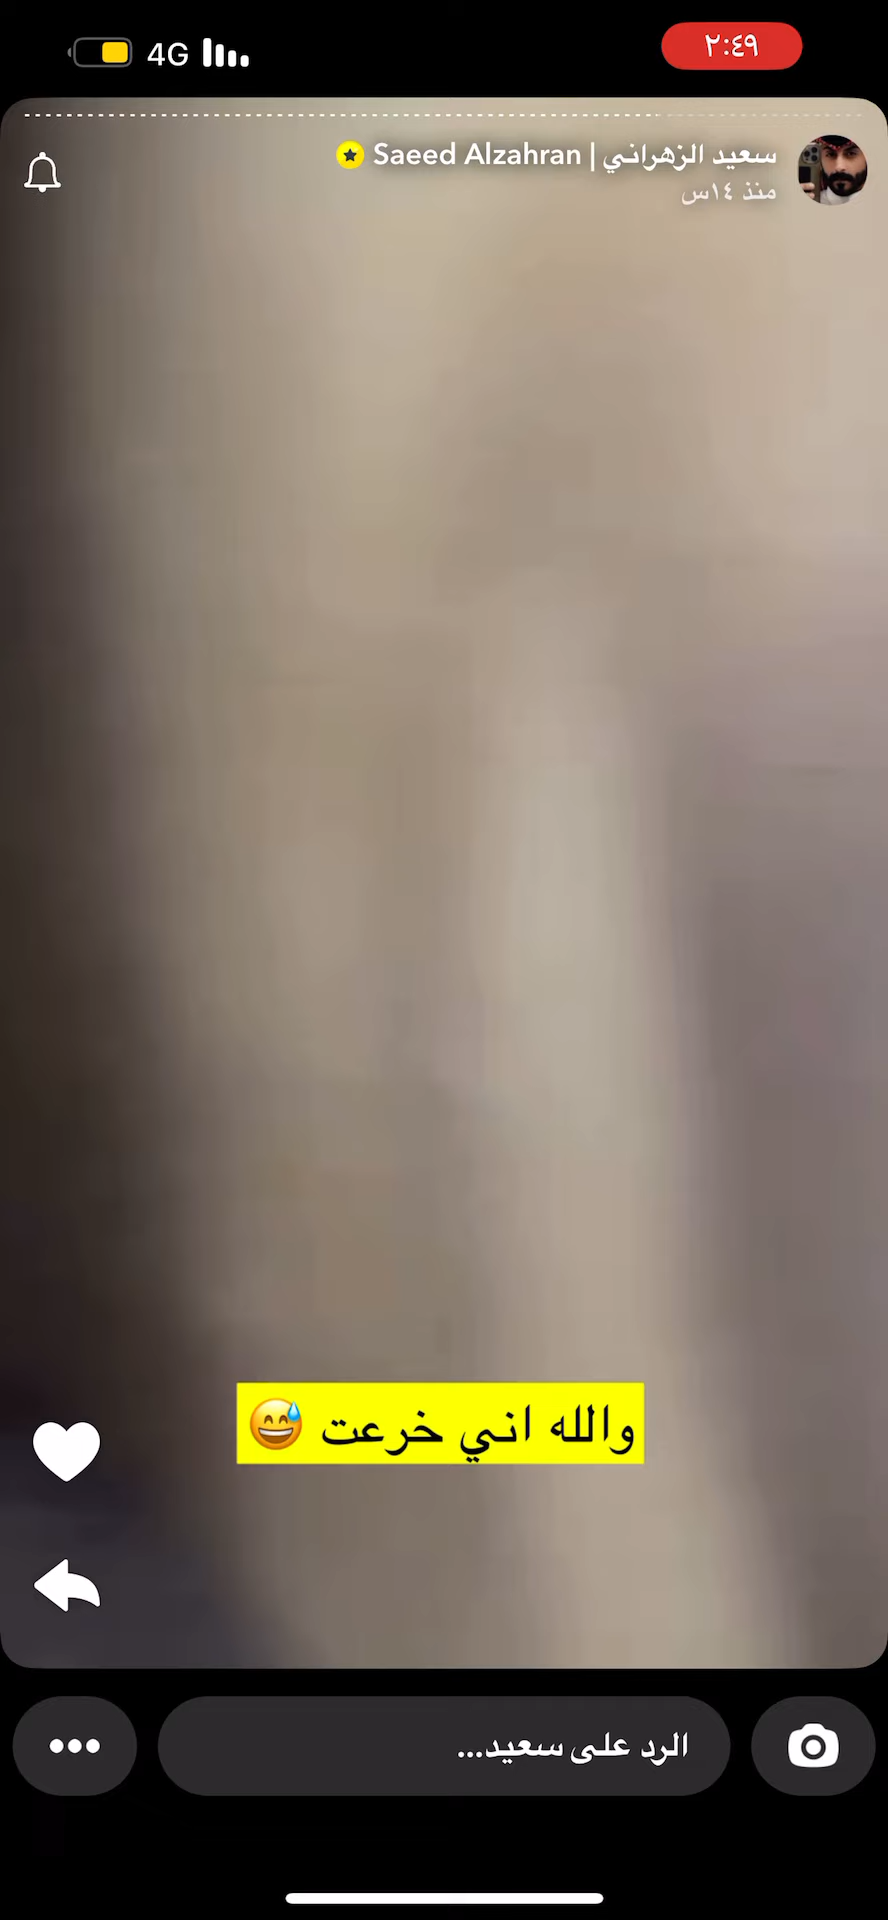 4G
٢:٤٩
سعيد الزهراني | Saeed Alzahran
منذ ١٤س
والله اني خرعت 😅
الرد على سعيد...